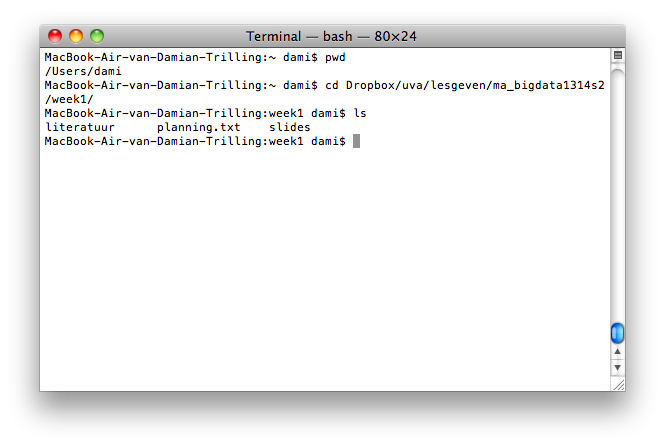 Terminal — bash — 80×24
MacBook-Air-van-Damian-Trilling:~ dami$ pwd
/Users/dami
MacBook-Air-van-Damian-Trilling:~ dami$ cd Dropbox/uva/lesgeven/ma_bigdata1314s2
/week1/
MacBook-Air-van-Damian-Trilling:week1 dami$ ls
literatuur      planning.txt    slides
MacBook-Air-van-Damian-Trilling:week1 dami$